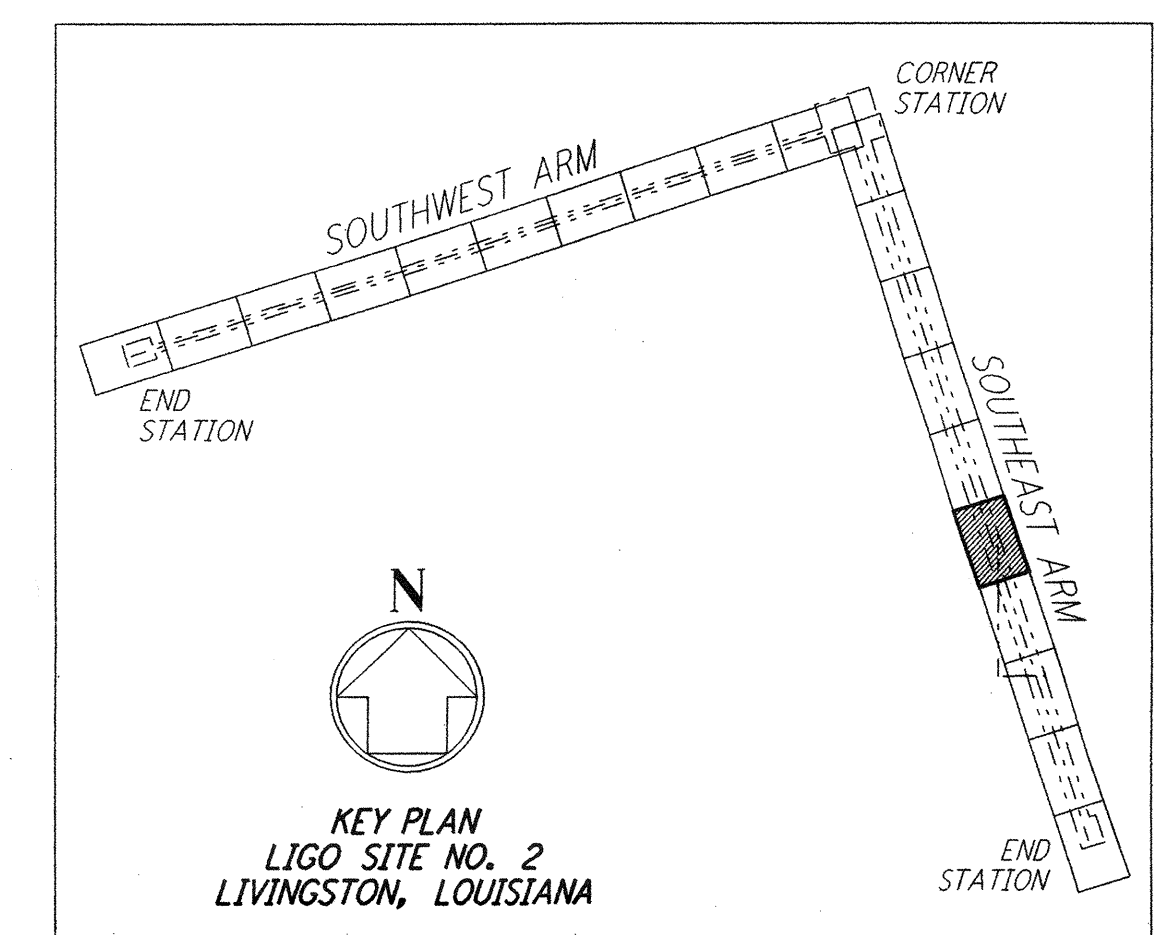 CORNER
STATION
SOUTHWEST ARM
END
STATION
SOUTHEAST ARM
N
KEY PLAN
LIGO SITE NO. 2
LIVINGSTON, LOUISIANA
END
STATION